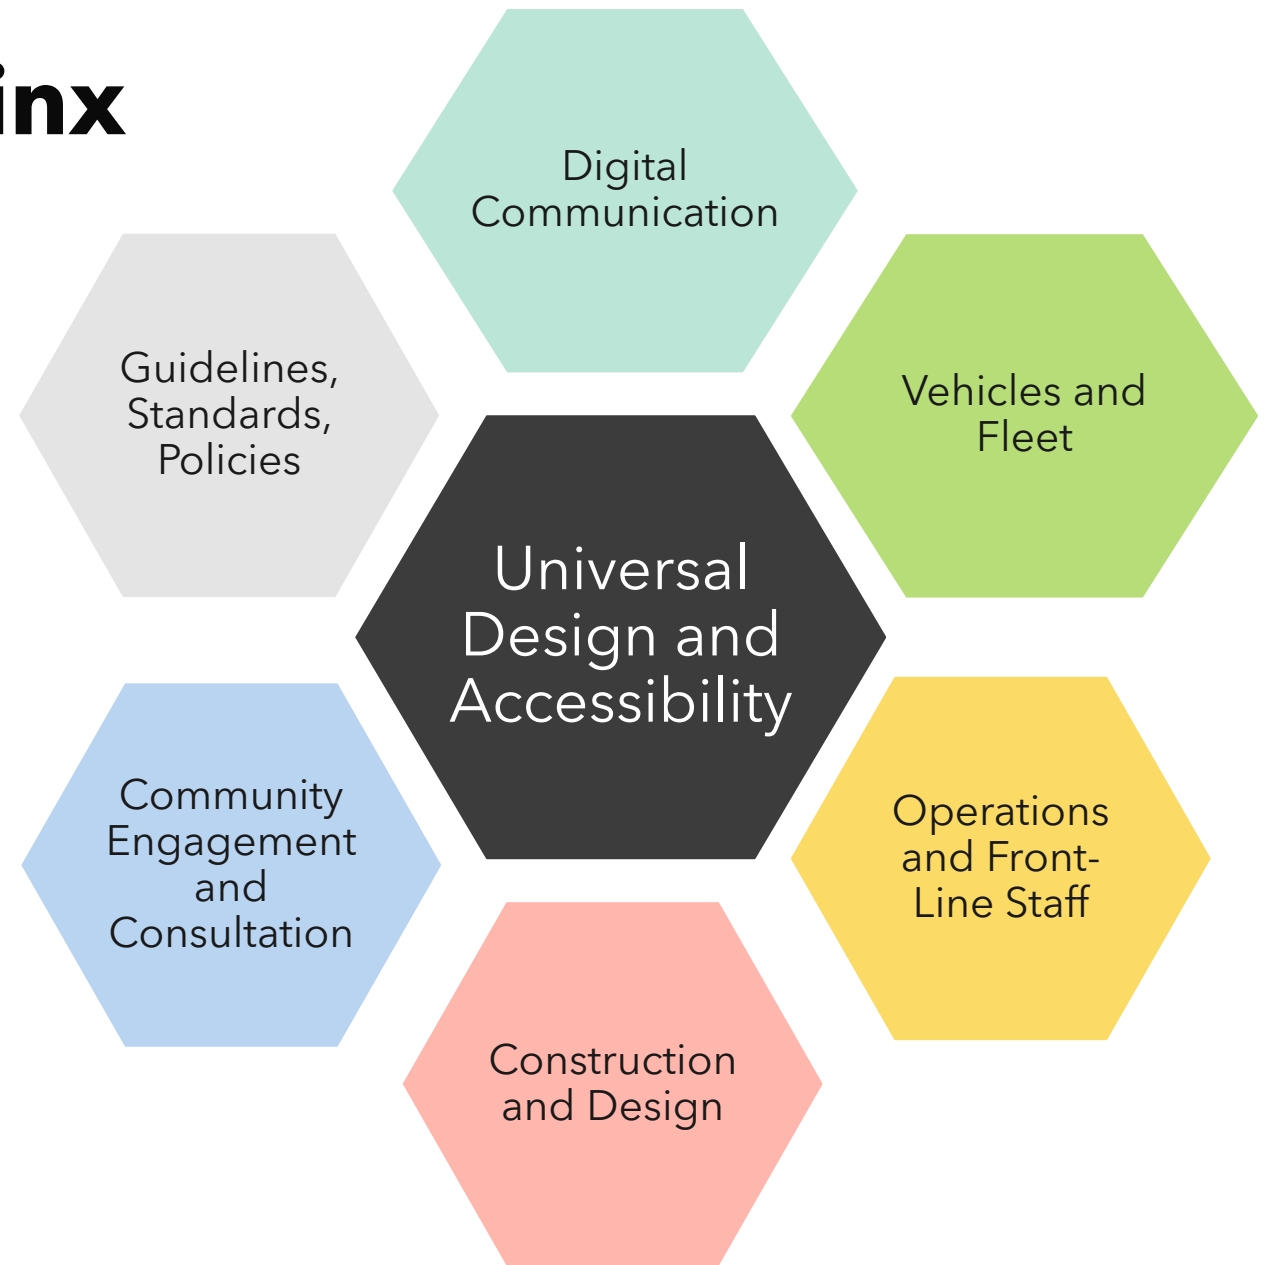 inx
Digital
Communication
Guidelines,
Standards,
Policies
Vehicles and
Fleet
Universal
Design and
Accessibility
Community
Engagement
and
Consultation
Operations
and Front-
Line Staff
Construction
and Design